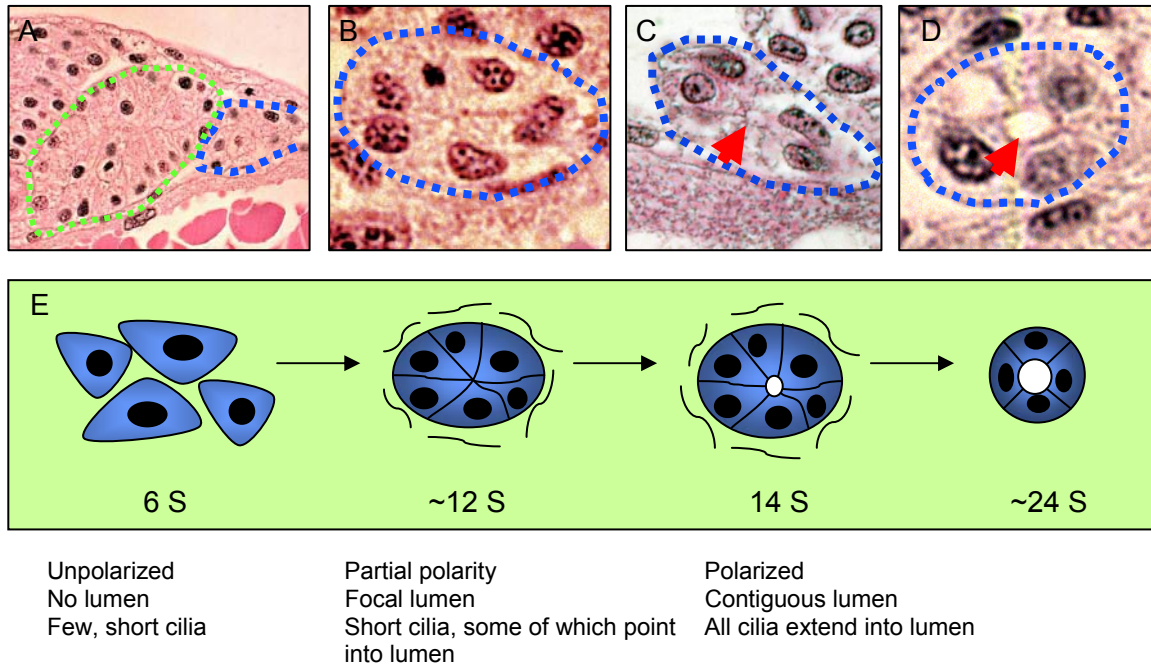 A
B
C
D
E
6 S
~12 S
14 S
~24 S
Unpolarized
No lumen
Few, short cilia
Partial polarity
Focal lumen
Short cilia, some of which point
into lumen
Polarized
Contiguous lumen
All cilia extend into lumen